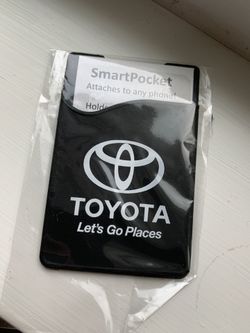 SmartPocket
Attaches to any phone!
TOYOTA
Let's Go Places